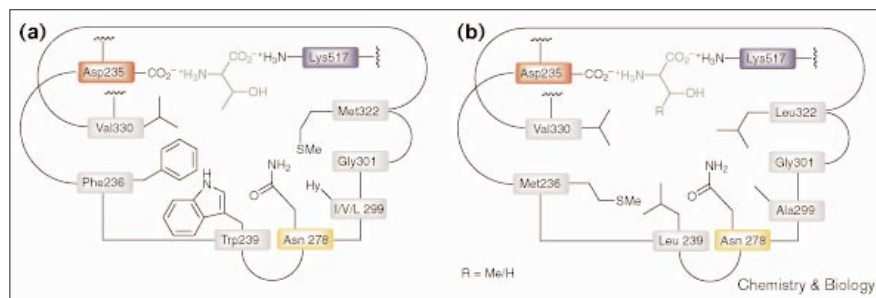 (a)
Asp235
CO₂⁻
⁺H₃N
CO₂⁻
⁺H₃N
Lys517
OH
Val330
Met322
SMe
Gly301
NH₂
O
Hy
I/V/L 299
Phe236
H
N
Trp239
Asn 278
(b)
Asp235
CO₂⁻
⁺H₃N
CO₂⁻
⁺H₃N
Lys517
OH
R
Val330
Leu322
Gly301
NH₂
O
Ala299
Met236
SMe
Leu 239
Asn 278
R = Me/H
Chemistry & Biology